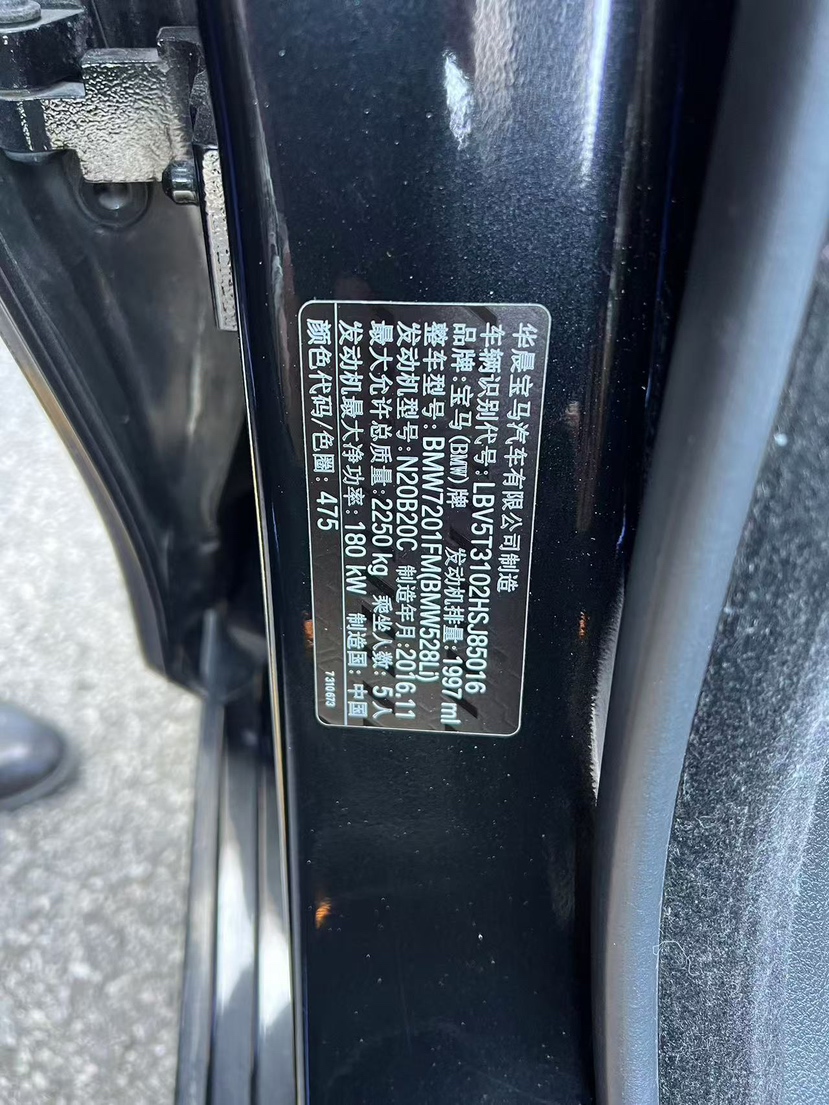 华晨宝马汽车有限公司制造
车辆识别代号：LBV5T3102HSJ85016
品牌：宝马(BMW)牌 发动机排量：1997 ml
整车型号：BMW7201FM(BMW528Li)
发动机型号：N20B20C 制造年月：2016.11
最大允许总质量：2250 kg 乘坐人数：5人
发动机最大净功率：180 kW 制造国：中国
颜色代码/色圈：475 7 310 673